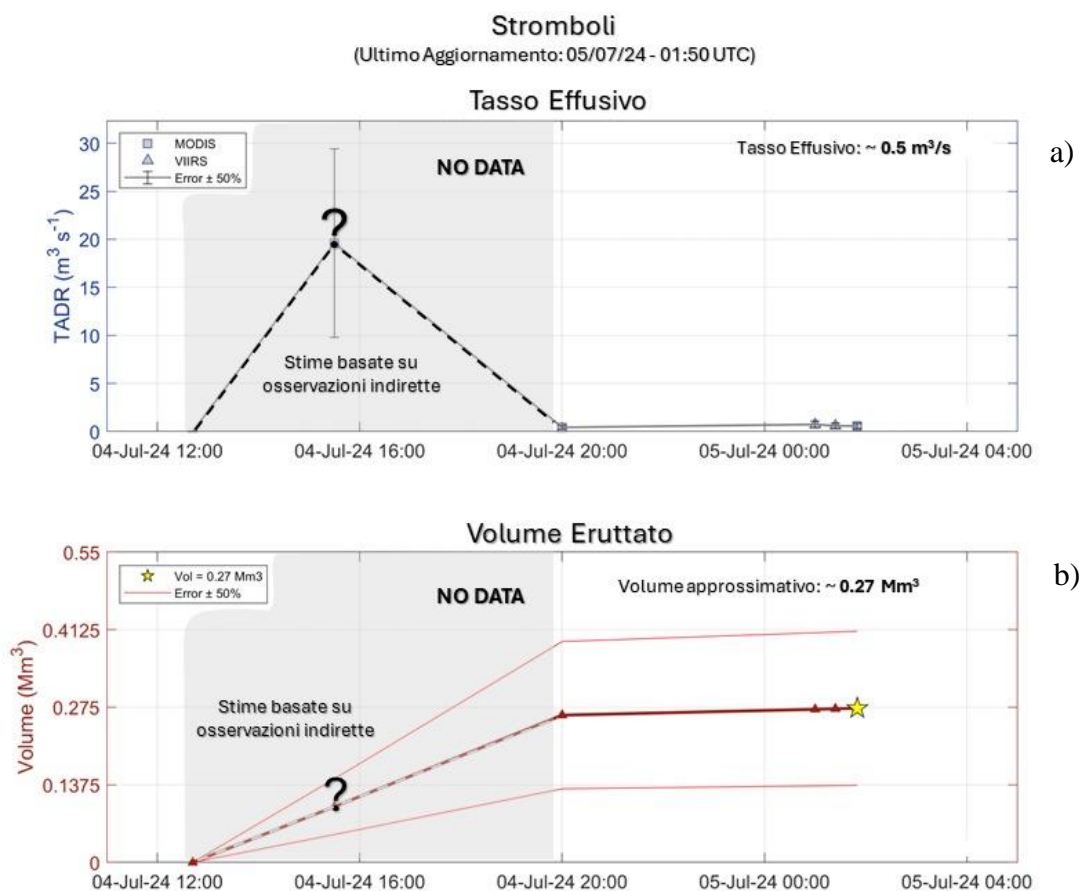 Stromboli
(Ultimo Aggiornamento: 05/07/24 - 01:50 UTC)
Tasso Effusivo
a)
MODIS
VIIRS
Error ± 50%
NO DATA
Tasso Effusivo: ~ 0.5 m³/s
?
Stime basate su
osservazioni indirette
TADR (m³ s⁻¹)
30
25
20
15
10
5
0
04-Jul-24 12:00
04-Jul-24 16:00
04-Jul-24 20:00
05-Jul-24 00:00
05-Jul-24 04:00
Volume Eruttato
b)
Vol = 0.27 Mm3
Error ± 50%
NO DATA
Volume approssimativo: ~ 0.27 Mm³
Stime basate su
osservazioni indirette
?
Volume (Mm³)
0.55
0.4125
0.275
0.1375
0
04-Jul-24 12:00
04-Jul-24 16:00
04-Jul-24 20:00
05-Jul-24 00:00
05-Jul-24 04:00